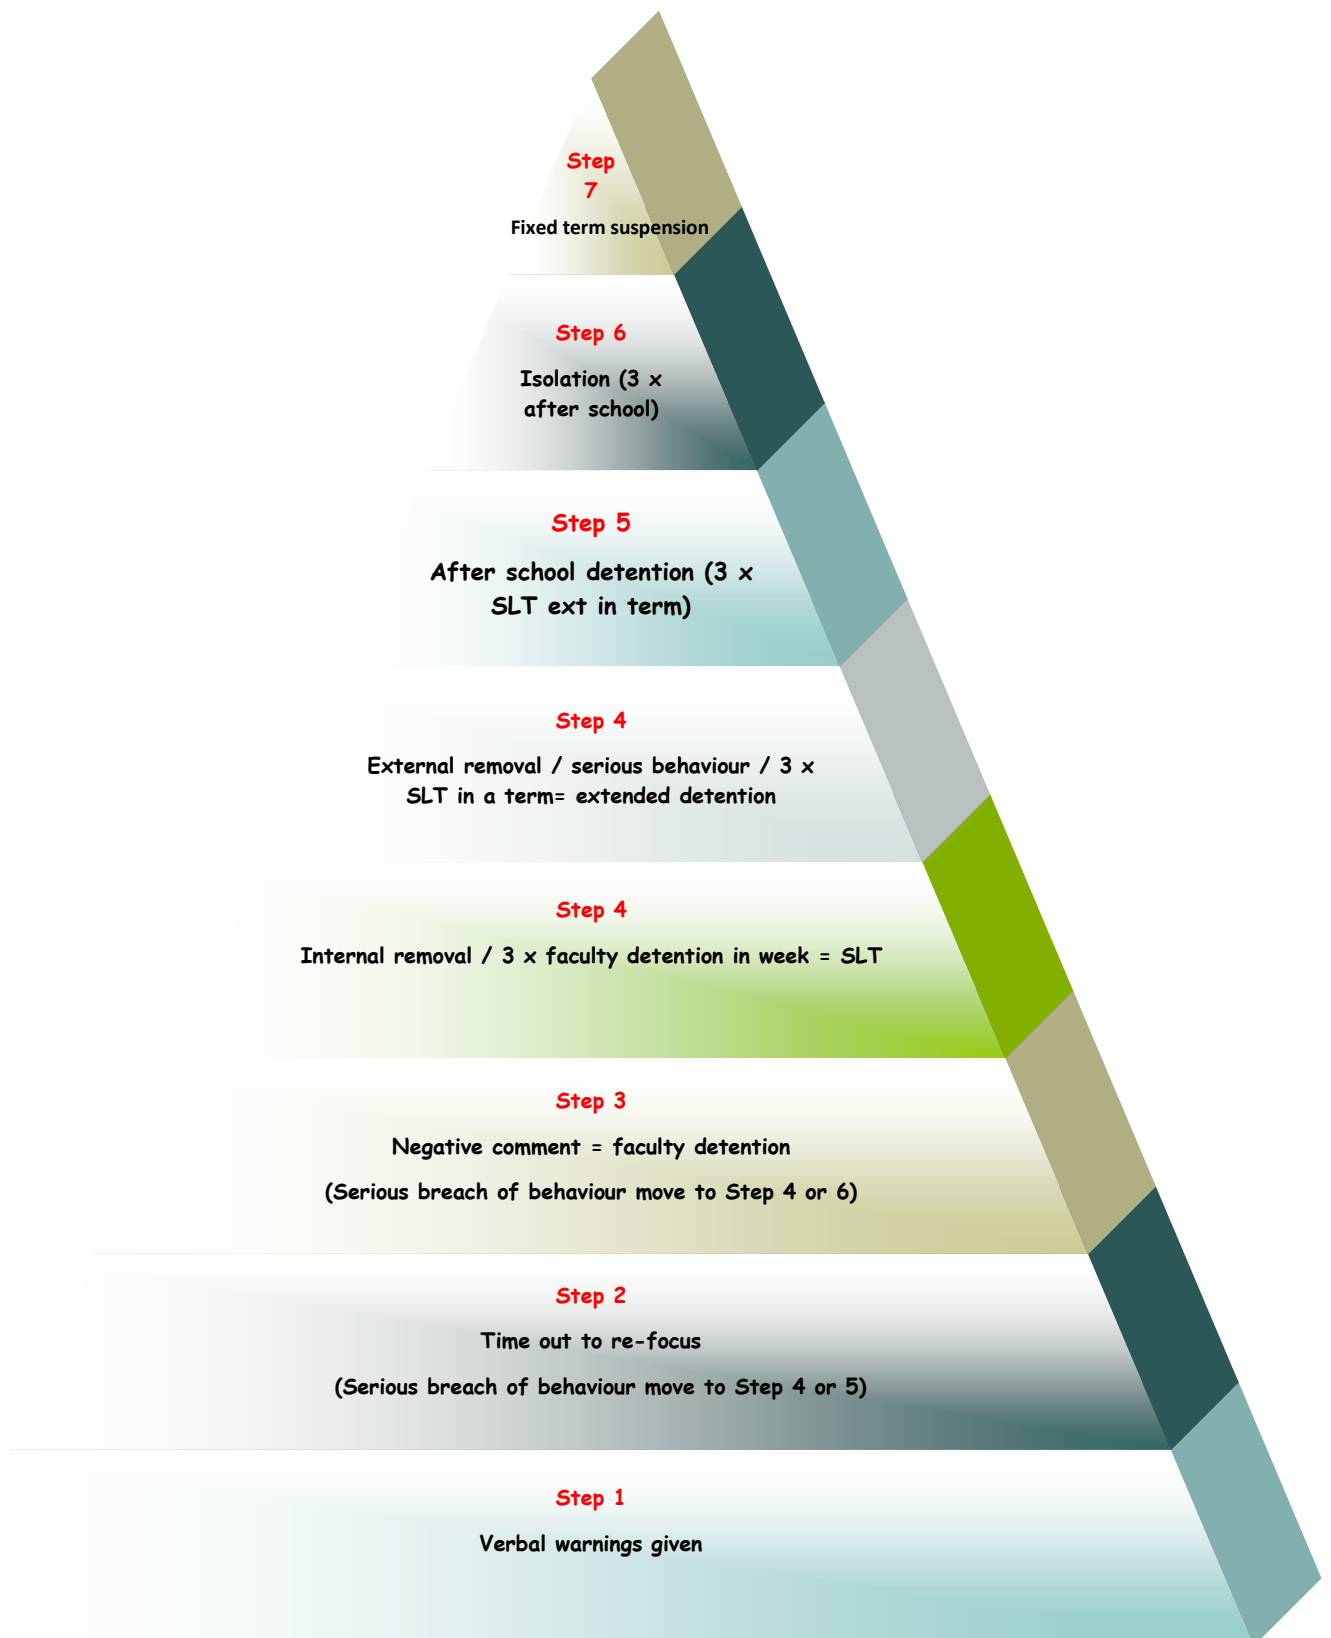 Step
7
Fixed term suspension
Step 6
Isolation (3 x
after school)
Step 5
After school detention (3 x
SLT ext in term)
Step 4
External removal / serious behaviour / 3 x
SLT in a term= extended detention
Step 4
Internal removal / 3 x faculty detention in week = SLT
Step 3
Negative comment = faculty detention
(Serious breach of behaviour move to Step 4 or 6)
Step 2
Time out to re-focus
(Serious breach of behaviour move to Step 4 or 5)
Step 1
Verbal warnings given